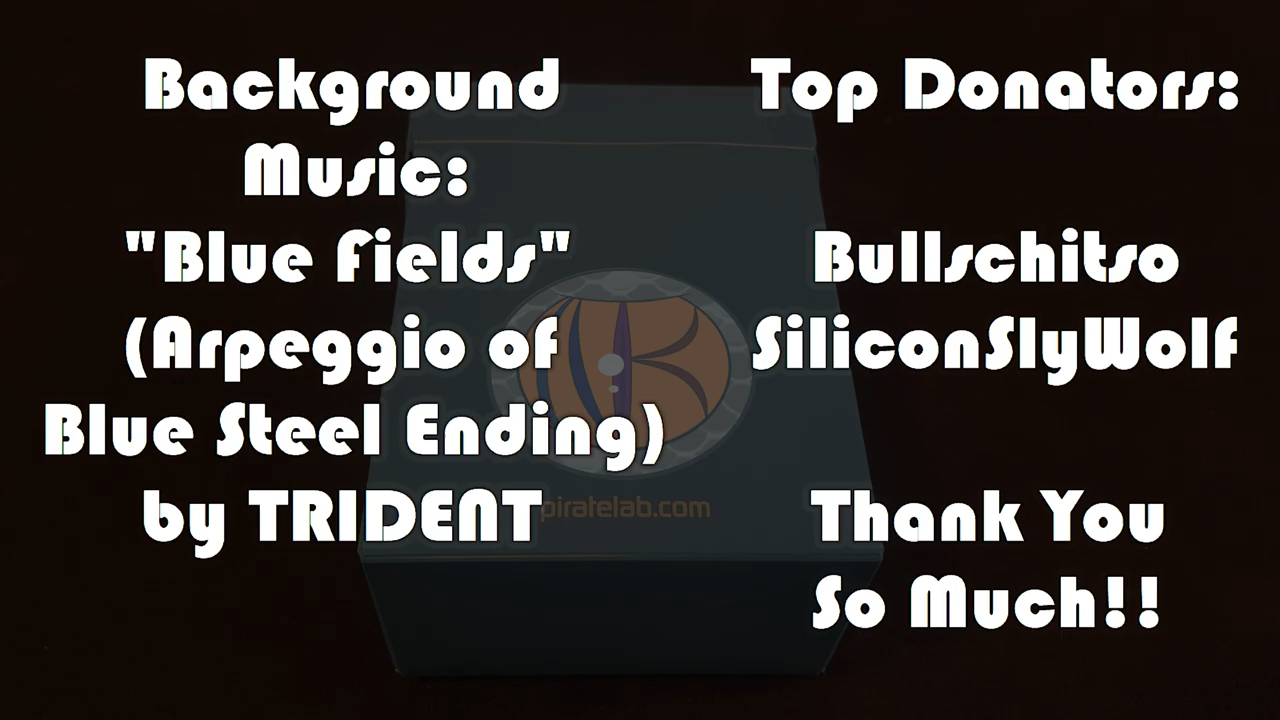 Background
Music:
"Blue Fields"
(Arpeggio of
Blue Steel Ending)
by TRIDENT
Top Donators:
Bullschitso
SiliconSlyWolf
Thank You
So Much!!
piratelab.com